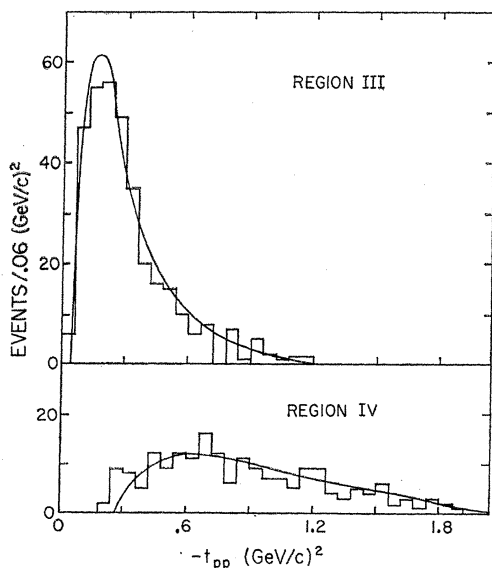 60
40
20
0
REGION III
EVENTS/.06 (GeV/c)²
20
0
REGION IV
0 .6 1.2 1.8
-tpp (GeV/c)²